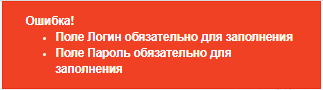 Ошибка!
Поле Логин обязательно для заполнения
Поле Пароль обязательно для
заполнения